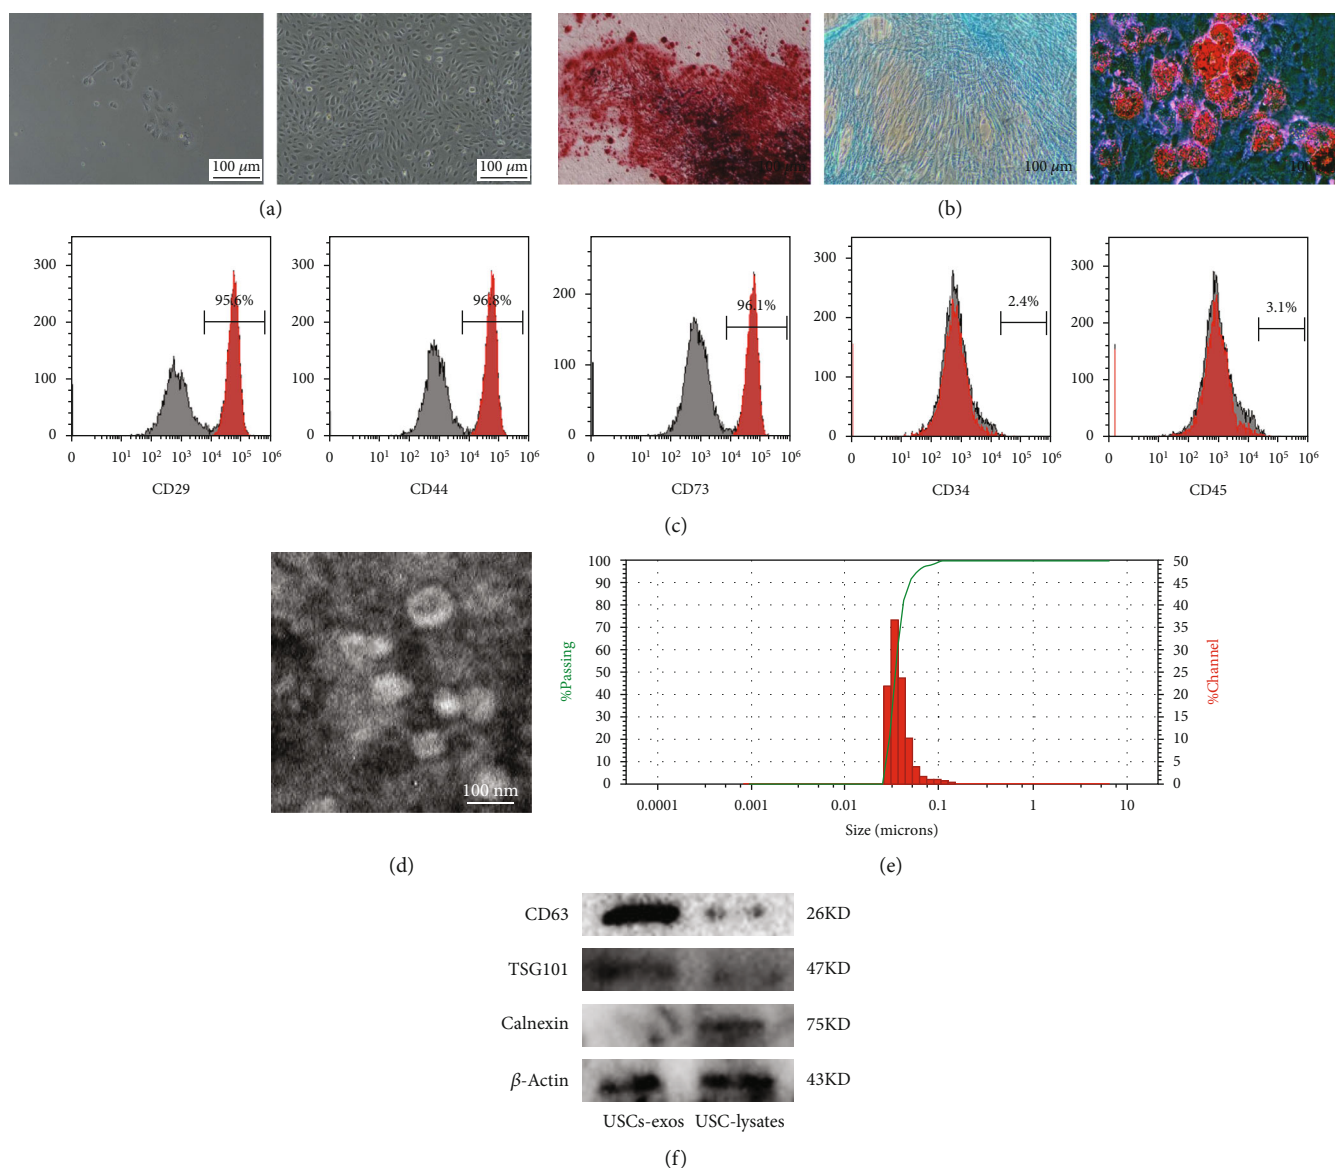 100 μm
100 μm
100 μm
100 μm
(a)
(b)
300
200
100
0
95.6%
0 10¹ 10² 10³ 10⁴ 10⁵ 10⁶
CD29
300
200
100
0
96.8%
0 10¹ 10² 10³ 10⁴ 10⁵ 10⁶
CD44
200
100
0
96.1%
0 10¹ 10² 10³ 10⁴ 10⁵ 10⁶
CD73
300
200
100
0
2.4%
0 10¹ 10² 10³ 10⁴ 10⁵ 10⁶
CD34
300
200
100
0
3.1%
0 10¹ 10² 10³ 10⁴ 10⁵ 10⁶
CD45
(c)
100 nm
(d)
%Passing
100
90
80
70
60
50
40
30
20
10
0
50
45
40
35
30
25
20
15
10
5
0
%Channel
0.0001 0.001 0.01 0.1 1 10
Size (microns)
(e)
CD63 26KD
TSG101 47KD
Calnexin 75KD
β-Actin 43KD
USCs-exos USC-lysates
(f)